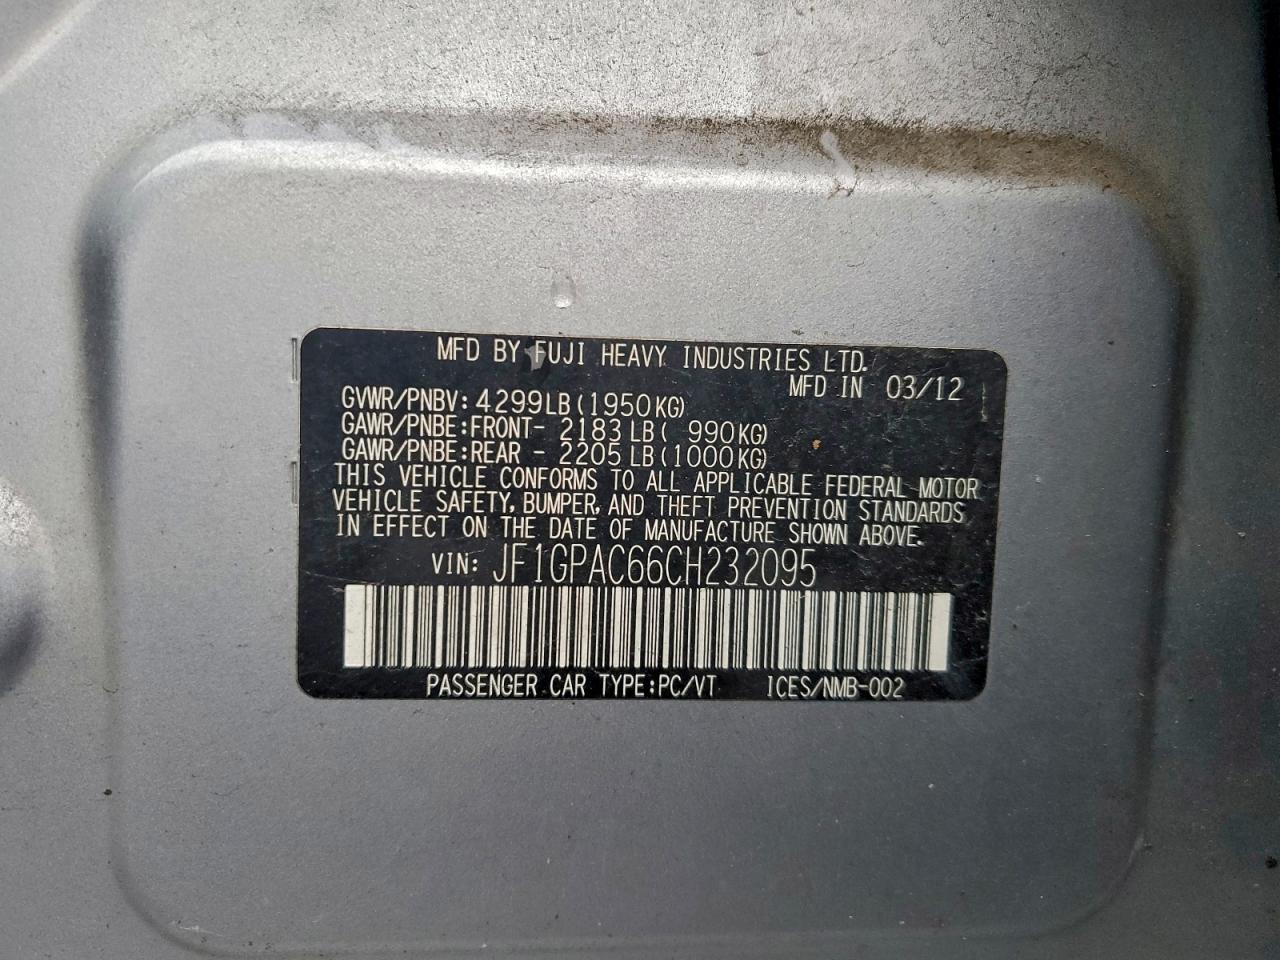 MFD BY FUJI HEAVY INDUSTRIES LTD.
MFD IN 03/12
GVWR/PNBV: 4299LB(1950KG)
GAWR/PNBE:FRONT- 2183LB( 990KG)
GAWR/PNBE:REAR - 2205LB(1000KG)
THIS VEHICLE CONFORMS TO ALL APPLICABLE FEDERAL MOTOR
VEHICLE SAFETY, BUMPER, AND THEFT PREVENTION STANDARDS
IN EFFECT ON THE DATE OF MANUFACTURE SHOWN ABOVE.
VIN: JF1GPAC66CH232095
PASSENGER CAR TYPE:PC/VT ICES/NMB-002